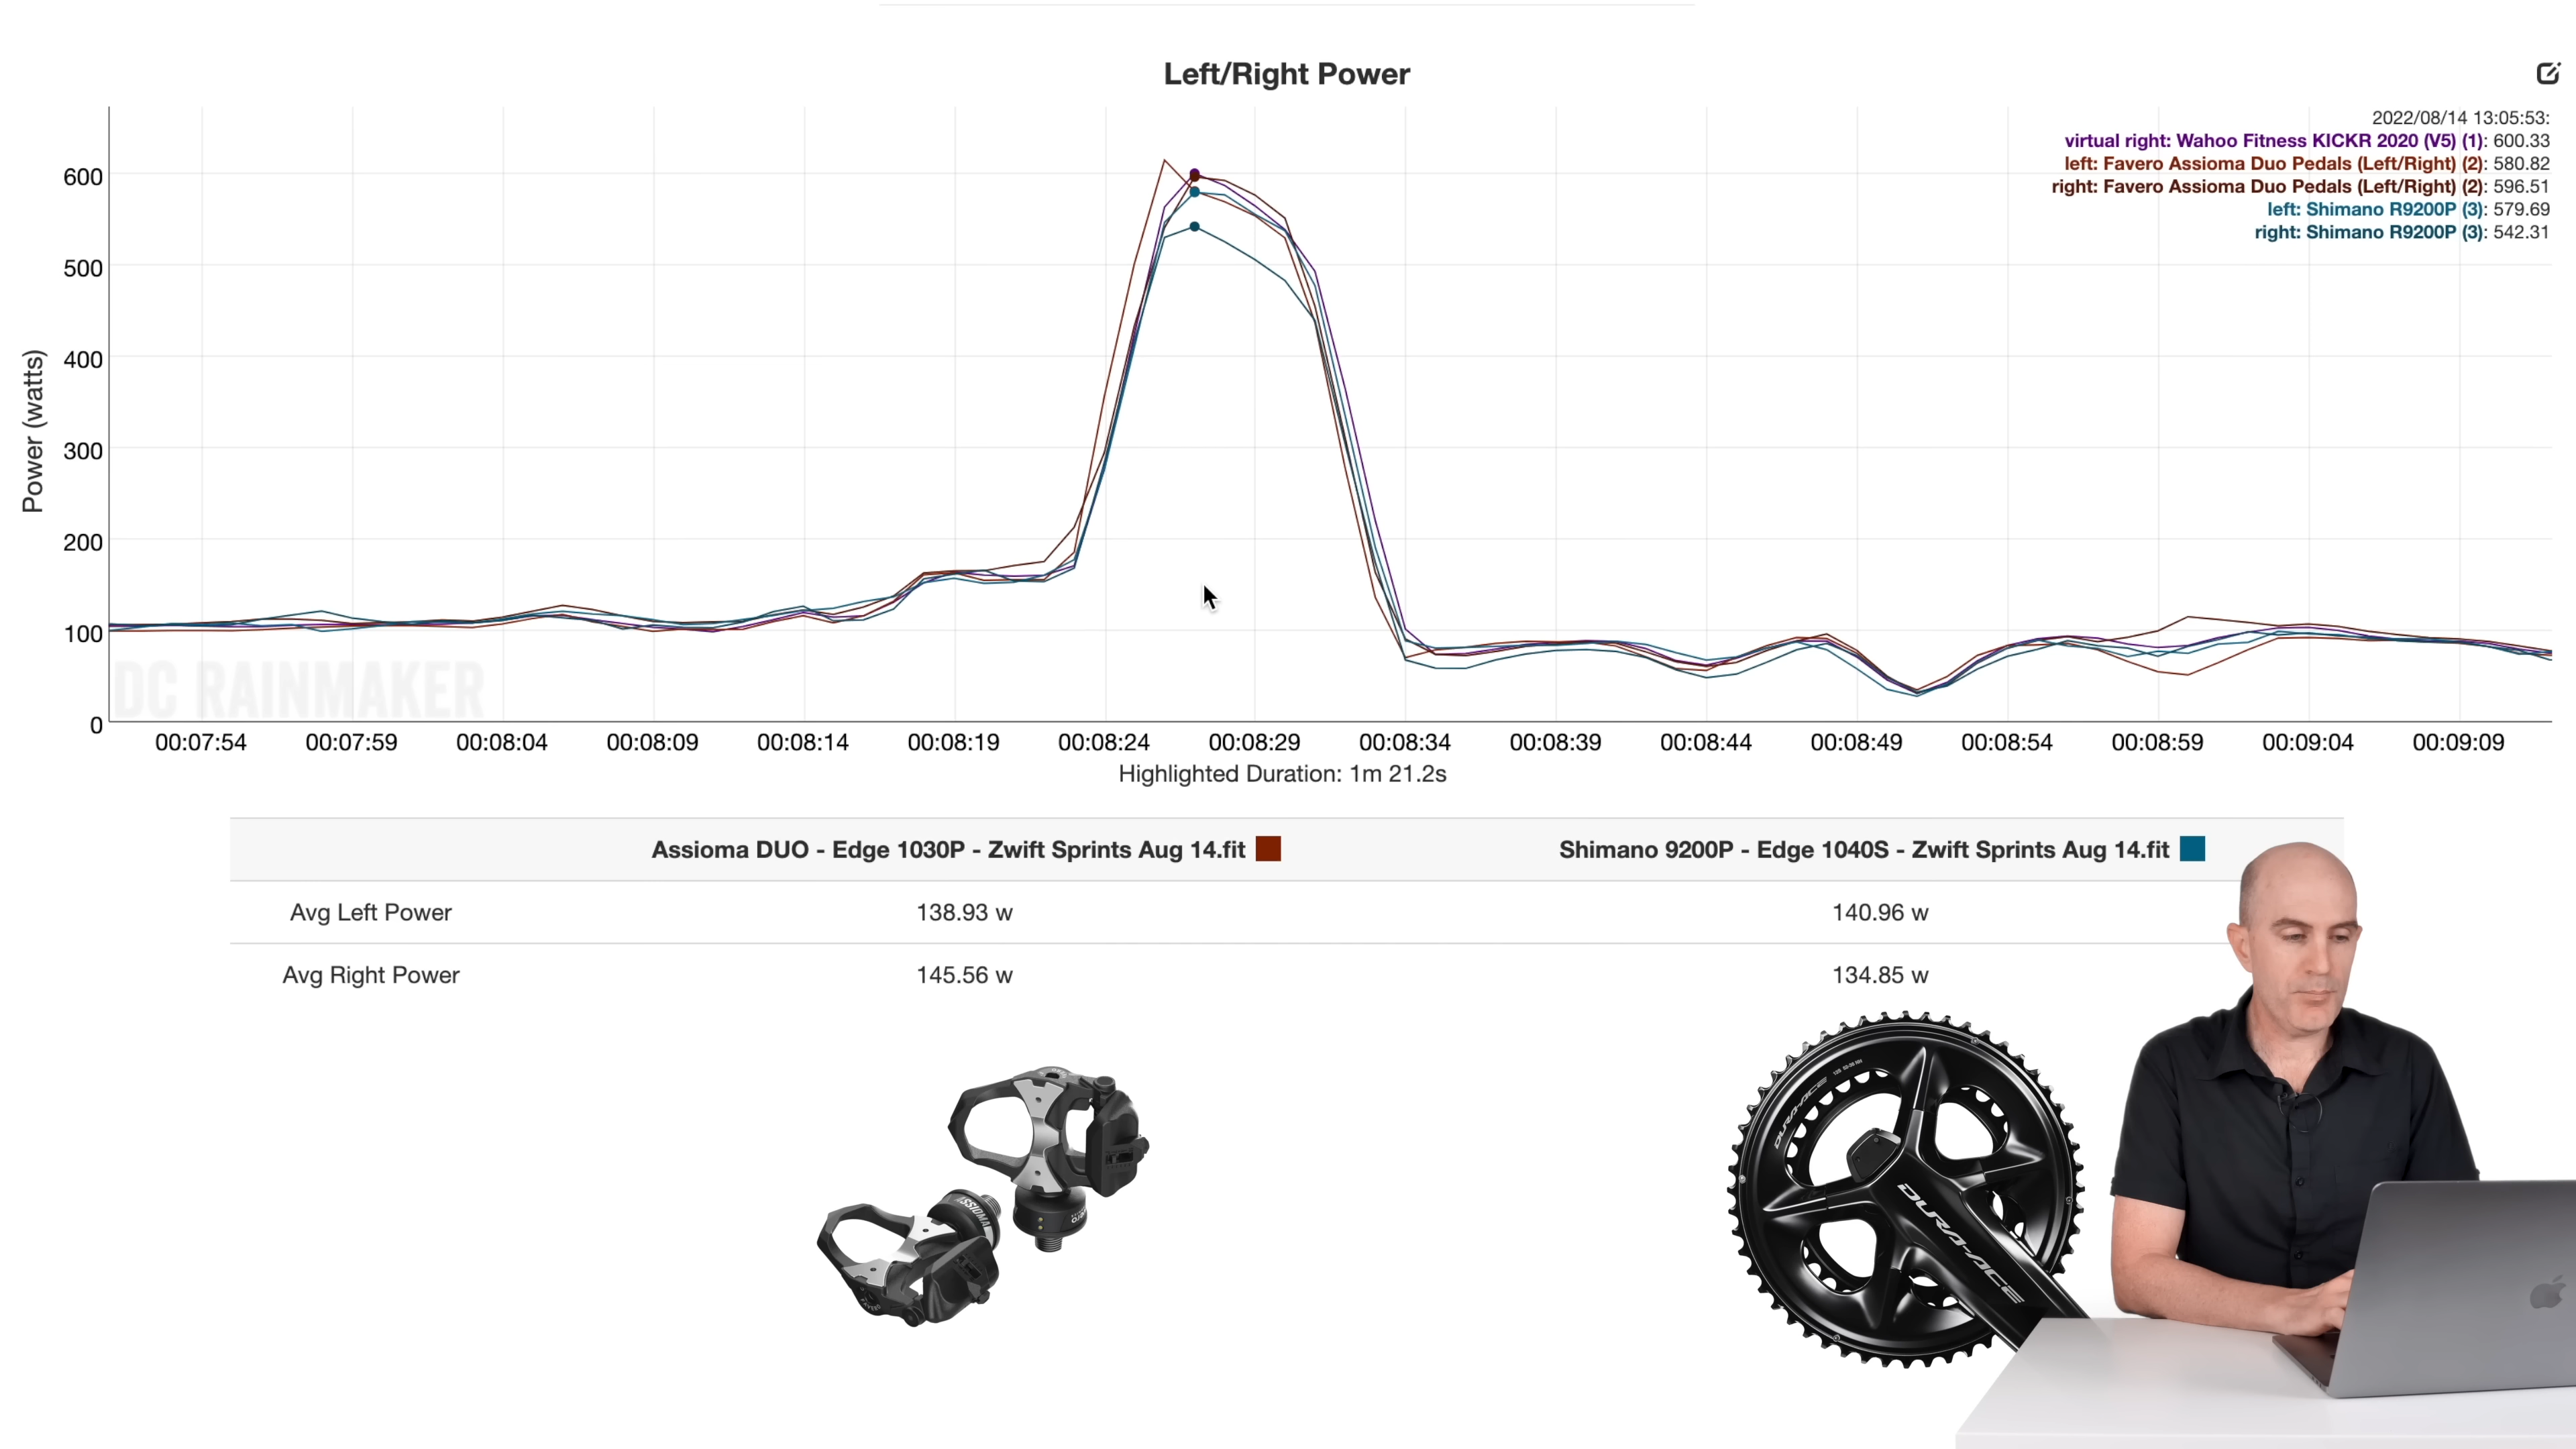 Left/Right Power
2022/08/14 13:05:53:
virtual right: Wahoo Fitness KICKR 2020 (V5) (1): 600.33
left: Favero Assioma Duo Pedals (Left/Right) (2): 580.82
right: Favero Assioma Duo Pedals (Left/Right) (2): 596.51
left: Shimano R9200P (3): 579.69
right: Shimano R9200P (3): 542.31
Power (watts)
600
500
400
300
200
100
0
DC RAINMAKER
00:07:54 00:07:59 00:08:04 00:08:09 00:08:14 00:08:19 00:08:24 00:08:29 00:08:34 00:08:39 00:08:44 00:08:49 00:08:54 00:08:59 00:09:04 00:09:09
Highlighted Duration: 1m 21.2s
Assioma DUO - Edge 1030P - Zwift Sprints Aug 14.fit Shimano 9200P - Edge 1040S - Zwift Sprints Aug 14.fit
Avg Left Power 138.93 w 140.96 w
Avg Right Power 145.56 w 134.85 w
DURA-ACE
DURA-ACE